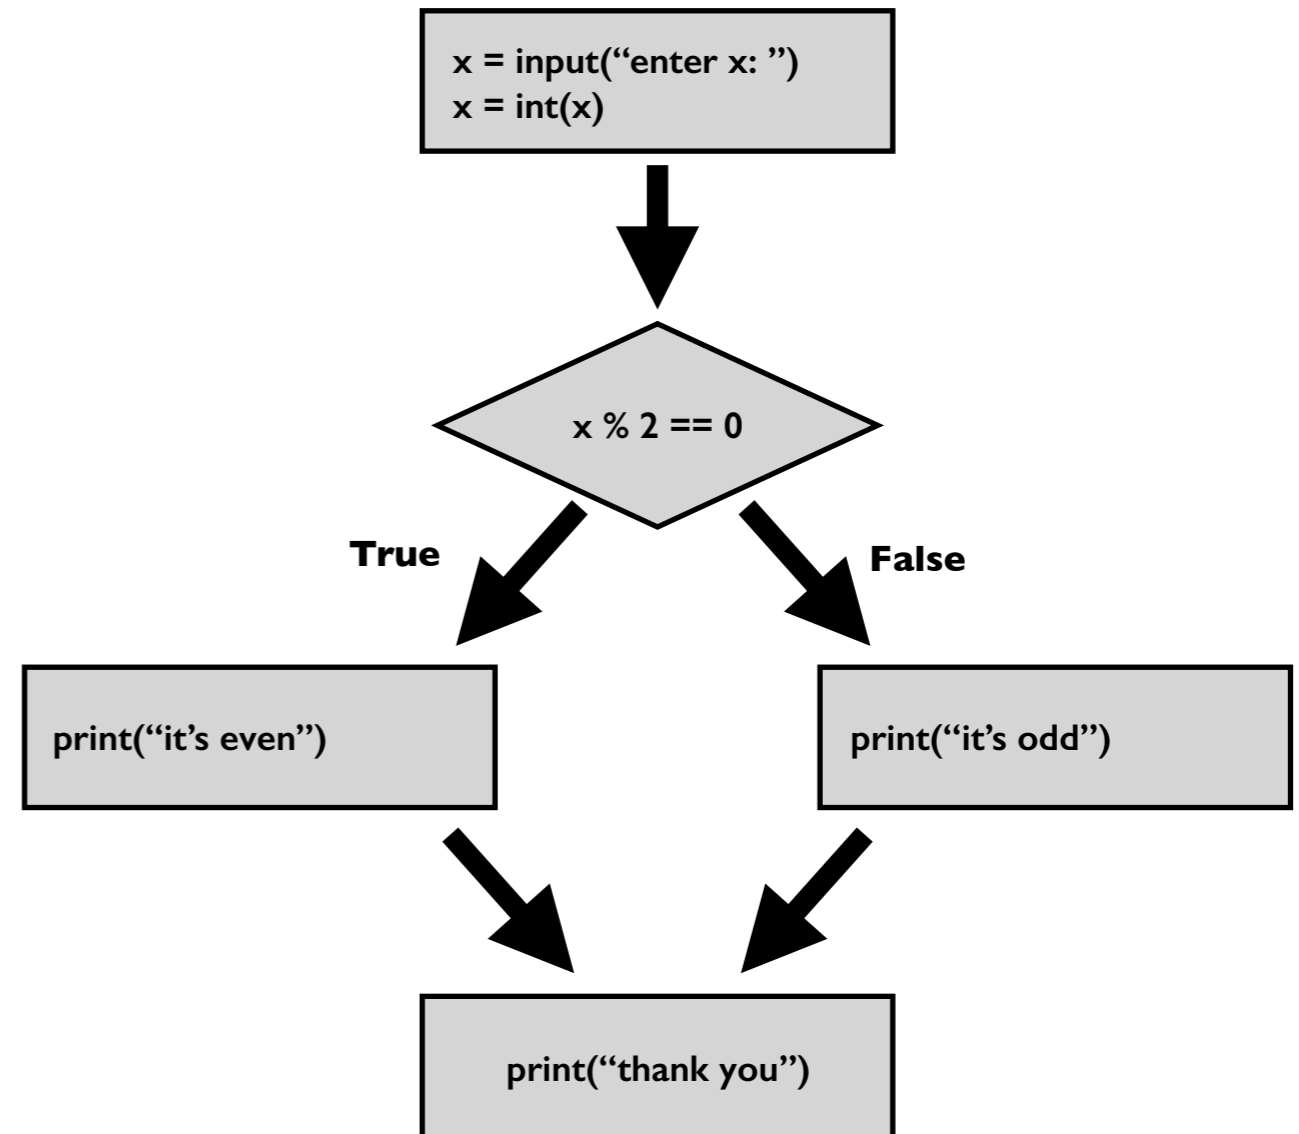 x = input(“enter x: ”)
x = int(x)
x % 2 == 0
True
False
print(“it’s even”)
print(“it’s odd”)
print(“thank you”)